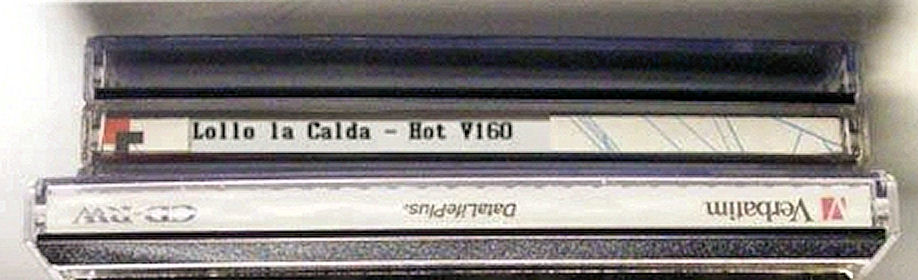 Lollo la Calda - Hot V160
Verbatim DataLifePlus. CD-RW